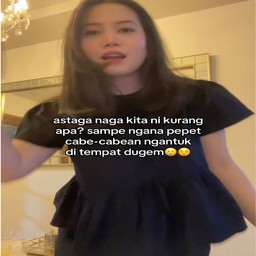 astaga naga kita ni kurang
apa? sampe ngana pepet
cabe-cabean ngantuk
di tempat dugem🙂☺️